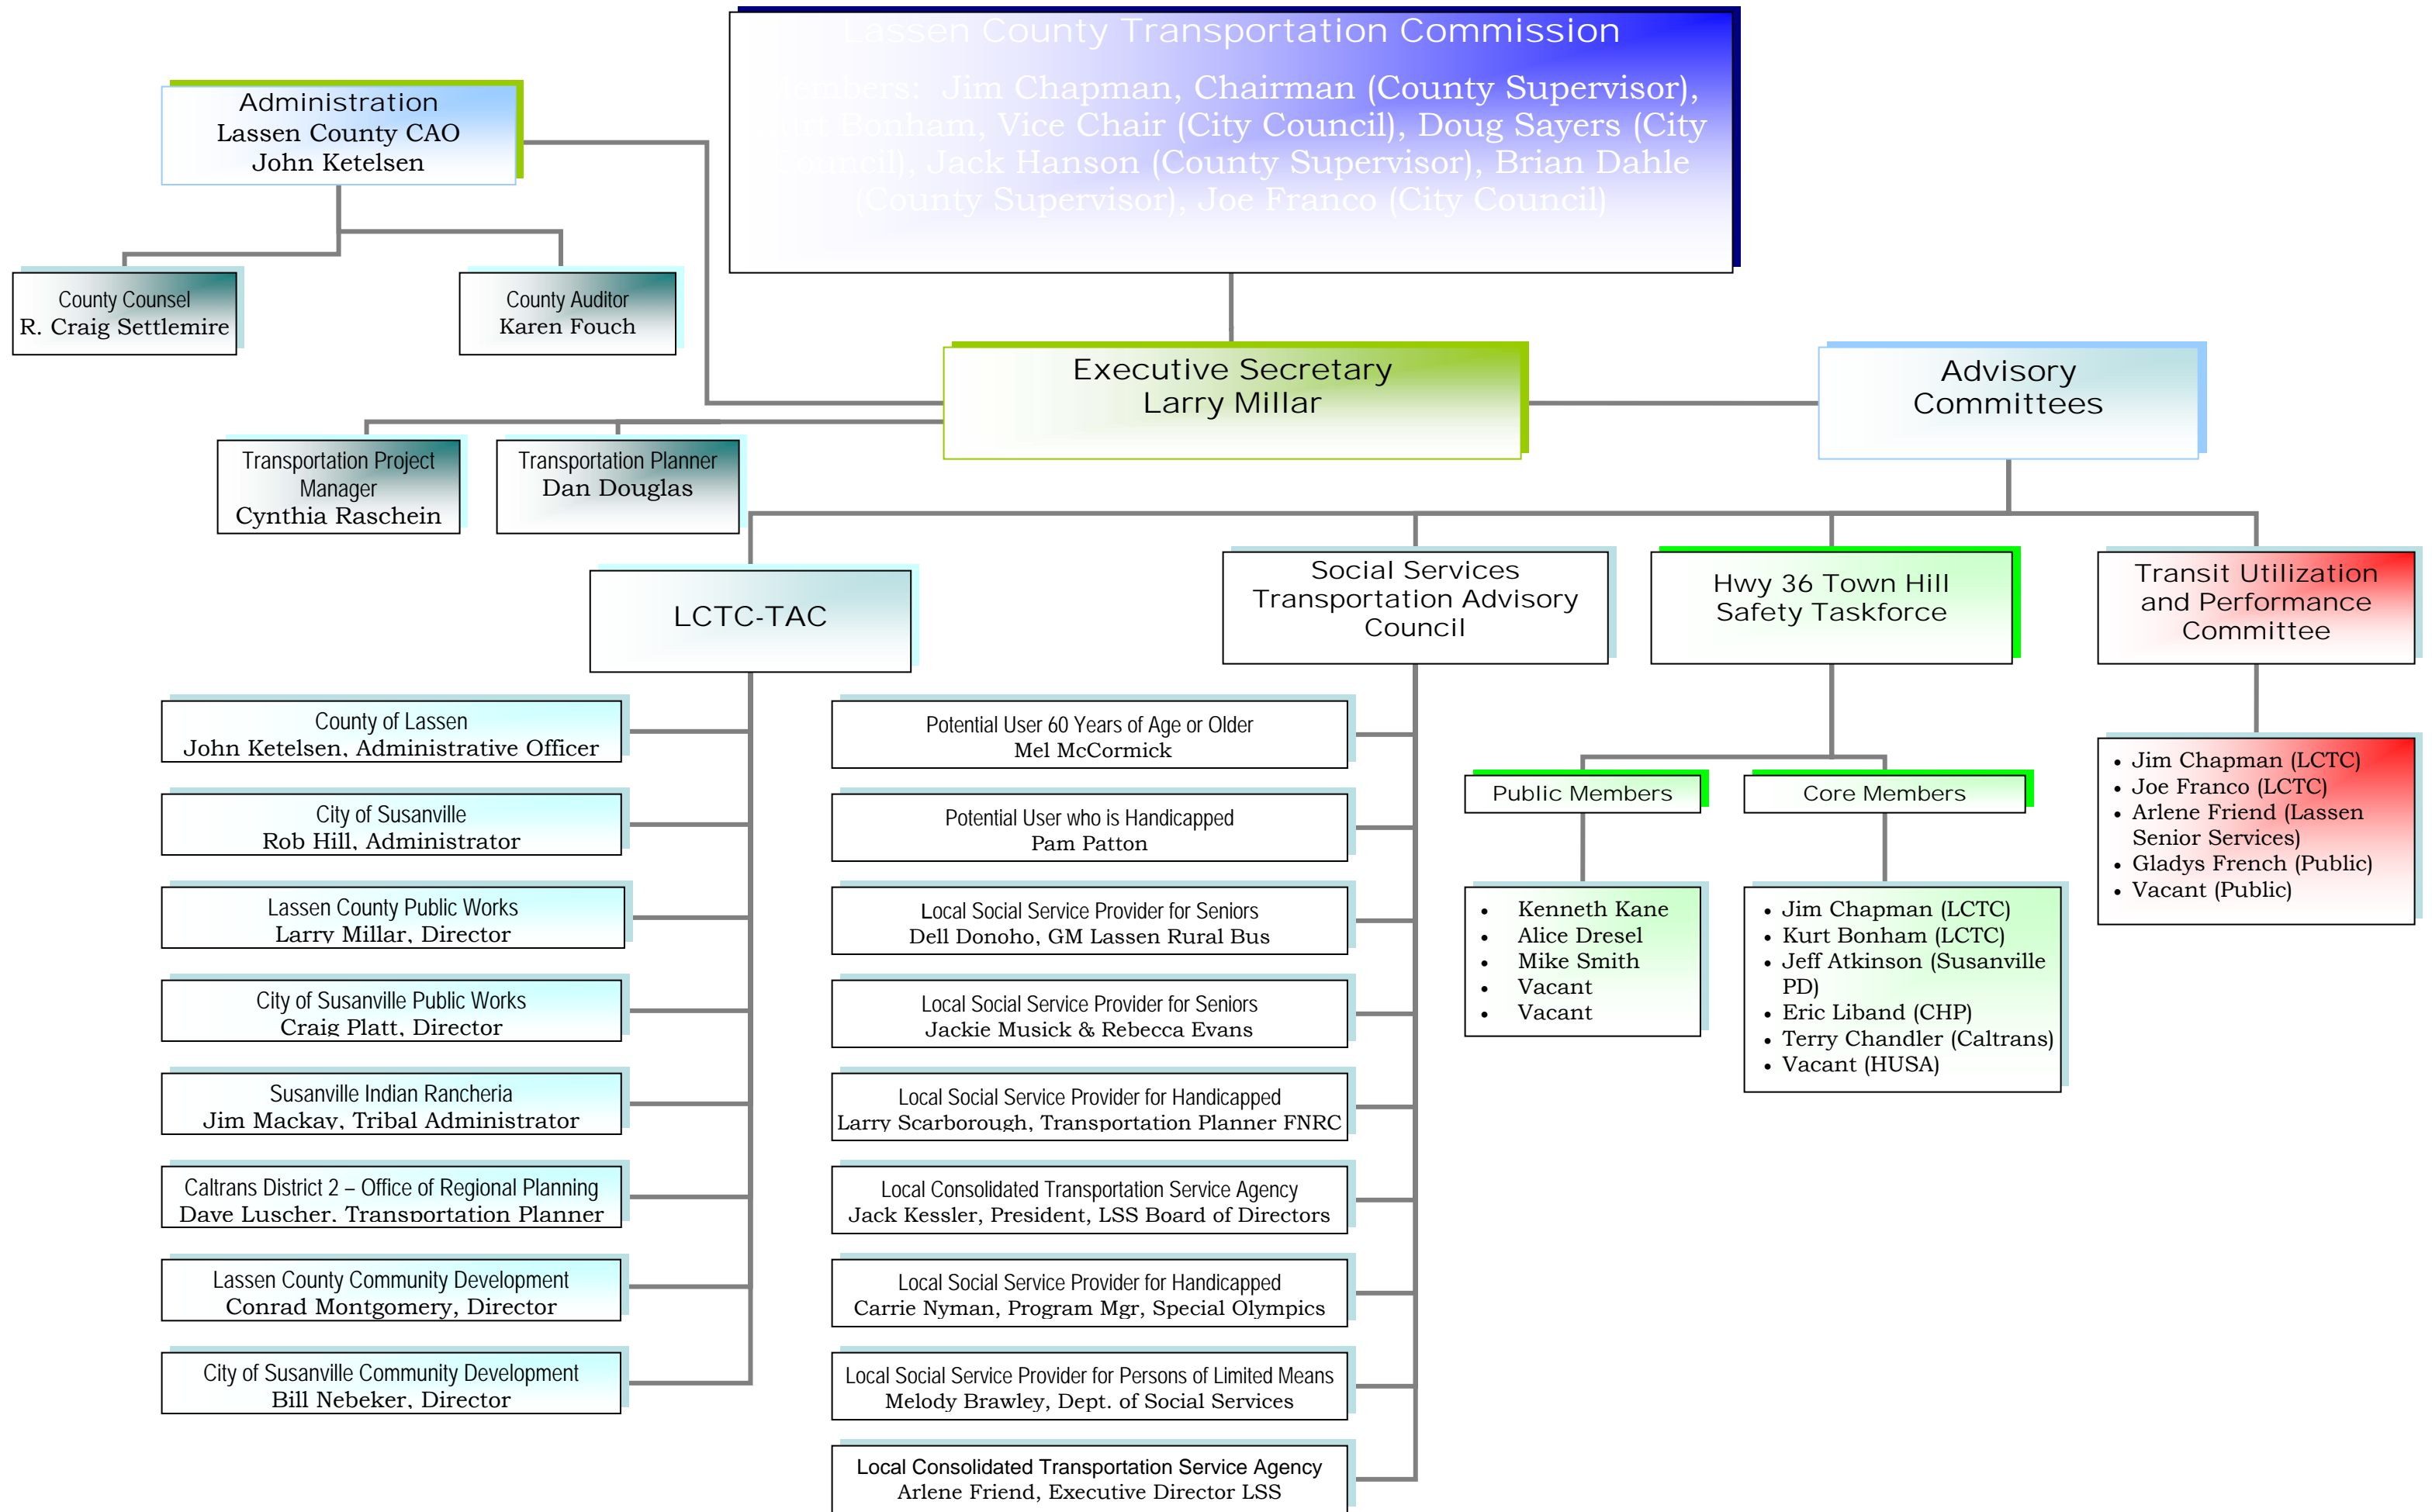 Lassen County Transportation Commission
Members: Jim Chapman, Chairman (County Supervisor),
Kurt Bonham, Vice Chair (City Council), Doug Sayers (City
Council), Jack Hanson (County Supervisor), Brian Dahle
(County Supervisor), Joe Franco (City Council)
Administration
Lassen County CAO
John Ketelsen
County Counsel
R. Craig Settlemire
County Auditor
Karen Fouch
Executive Secretary
Larry Millar
Advisory
Committees
Transportation Project
Manager
Cynthia Raschein
Transportation Planner
Dan Douglas
LCTC-TAC
County of Lassen
John Ketelsen, Administrative Officer
City of Susanville
Rob Hill, Administrator
Lassen County Public Works
Larry Millar, Director
City of Susanville Public Works
Craig Platt, Director
Susanville Indian Rancheria
Jim Mackay, Tribal Administrator
Caltrans District 2 – Office of Regional Planning
Dave Luscher, Transportation Planner
Lassen County Community Development
Conrad Montgomery, Director
City of Susanville Community Development
Bill Nebeker, Director
Social Services
Transportation Advisory
Council
Potential User 60 Years of Age or Older
Mel McCormick
Potential User who is Handicapped
Pam Patton
Local Social Service Provider for Seniors
Dell Donoho, GM Lassen Rural Bus
Local Social Service Provider for Seniors
Jackie Musick & Rebecca Evans
Local Social Service Provider for Handicapped
Larry Scarborough, Transportation Planner FNRC
Local Consolidated Transportation Service Agency
Jack Kessler, President, LSS Board of Directors
Local Social Service Provider for Handicapped
Carrie Nyman, Program Mgr, Special Olympics
Local Social Service Provider for Persons of Limited Means
Melody Brawley, Dept. of Social Services
Local Consolidated Transportation Service Agency
Arlene Friend, Executive Director LSS
Hwy 36 Town Hill
Safety Taskforce
Public Members
• Kenneth Kane
• Alice Dresel
• Mike Smith
• Vacant
• Vacant
Core Members
• Jim Chapman (LCTC)
• Kurt Bonham (LCTC)
• Jeff Atkinson (Susanville
PD)
• Eric Liband (CHP)
• Terry Chandler (Caltrans)
• Vacant (HUSA)
Transit Utilization
and Performance
Committee
• Jim Chapman (LCTC)
• Joe Franco (LCTC)
• Arlene Friend (Lassen
Senior Services)
• Gladys French (Public)
• Vacant (Public)